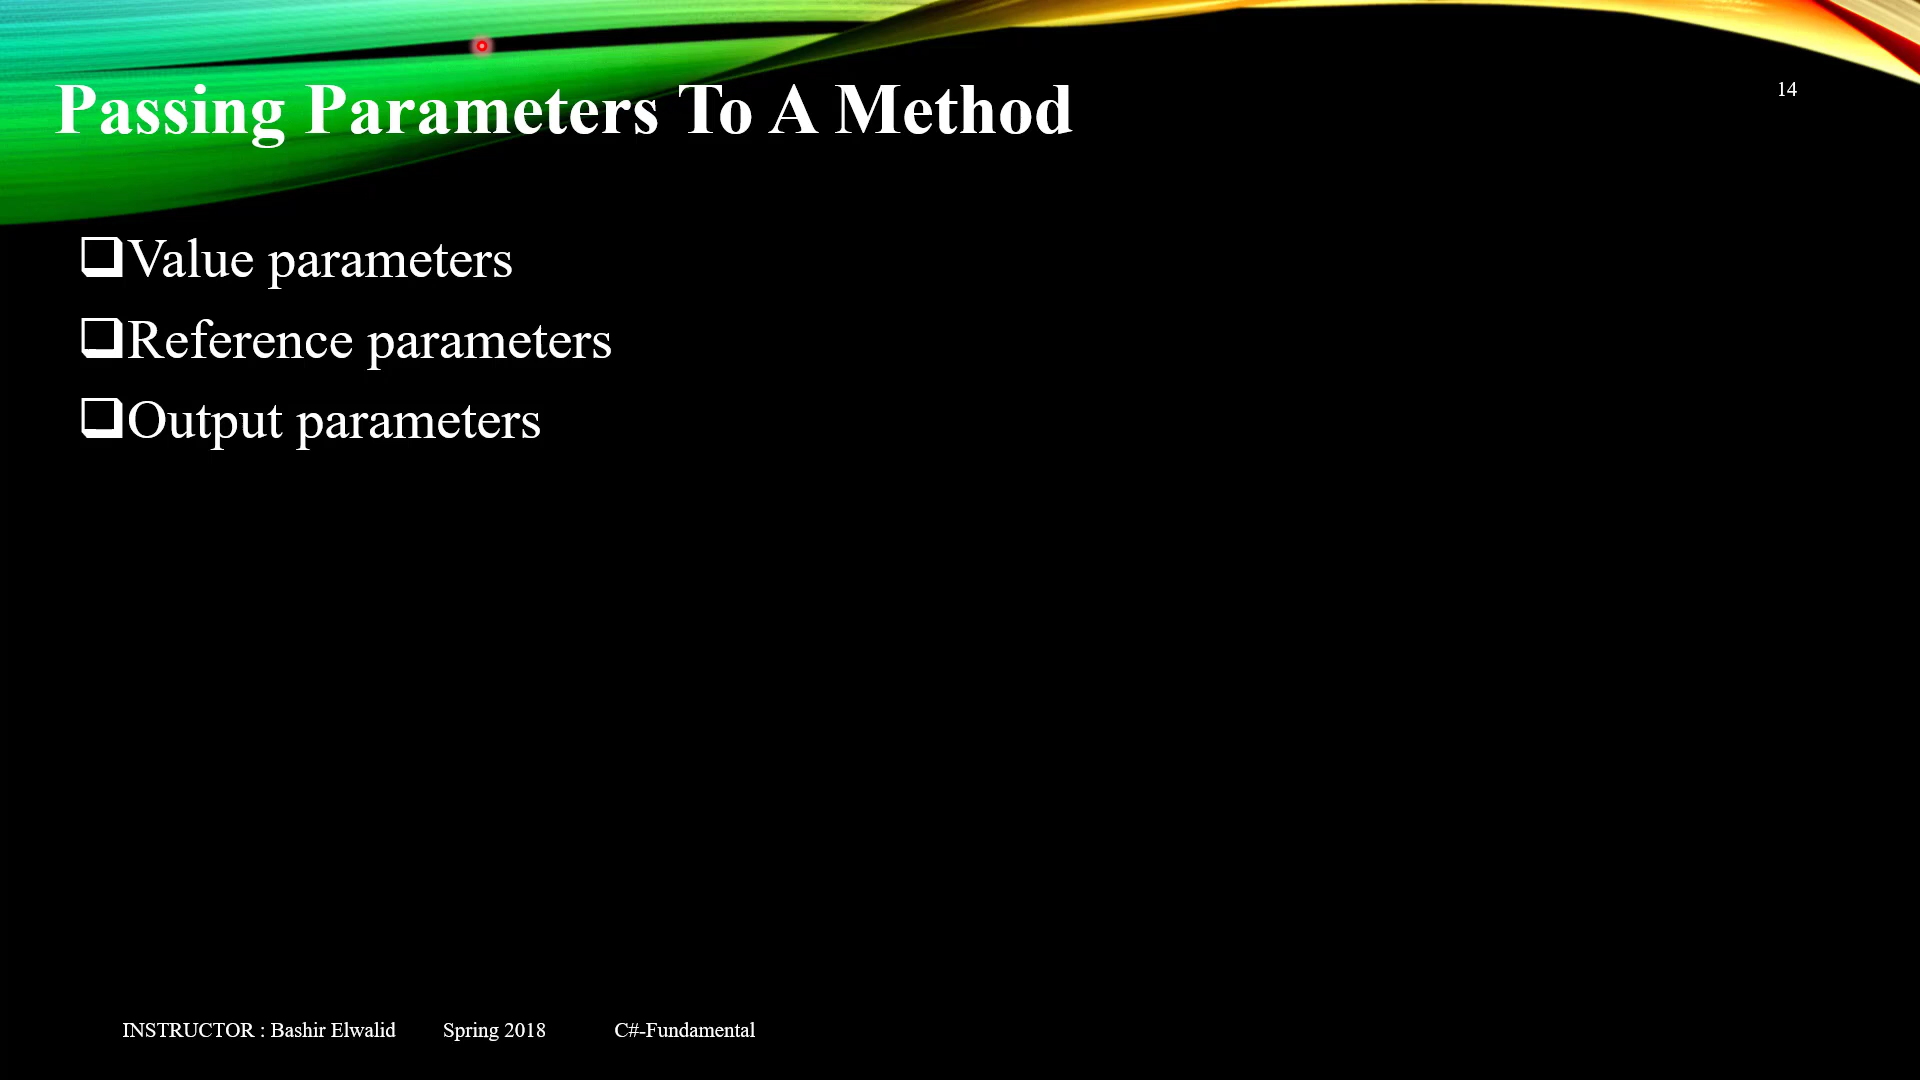 Passing Parameters To A Method
14
Value parameters
Reference parameters
Output parameters
INSTRUCTOR : Bashir Elwalid Spring 2018 C#-Fundamental